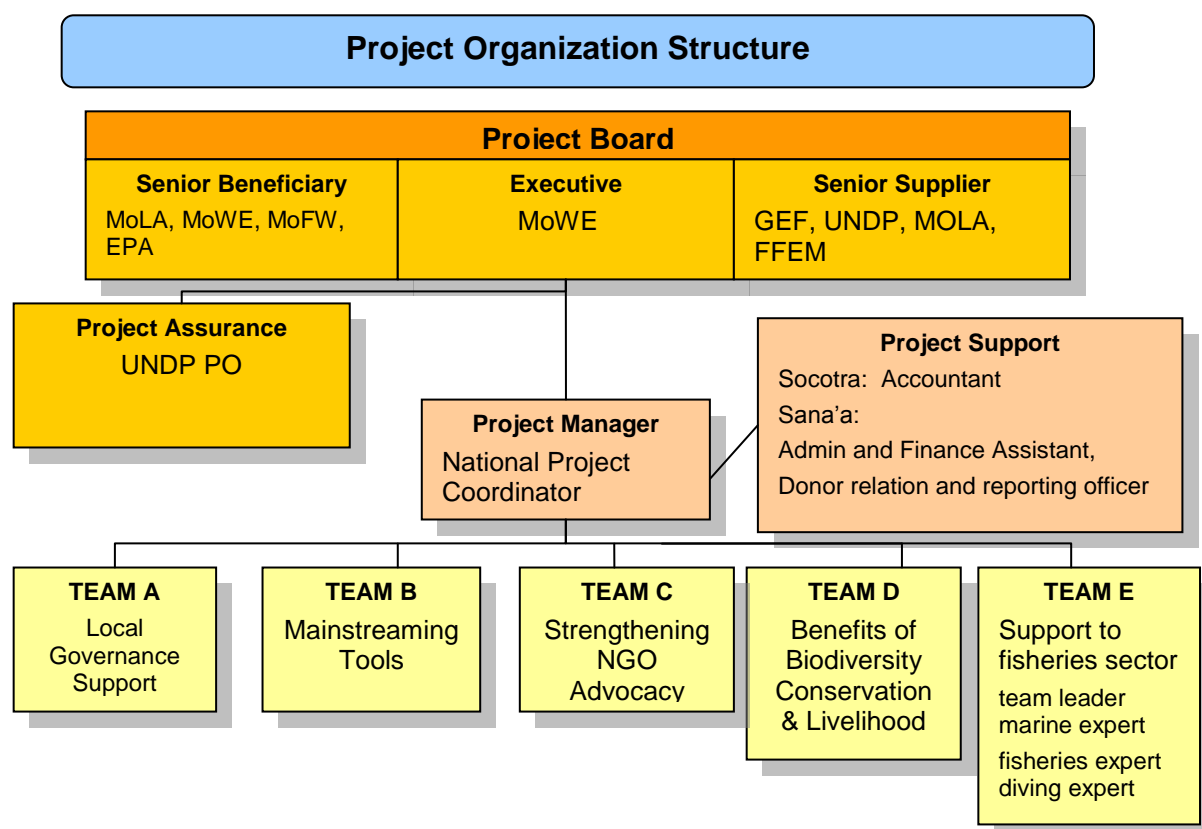 Project Organization Structure
Project Board
Senior Beneficiary
MoLA, MoWE, MoFW,
EPA
Executive
MoWE
Senior Supplier
GEF, UNDP, MOLA,
FFEM
Project Assurance
UNDP PO
Project Support
Socotra: Accountant
Sana’a:
Admin and Finance Assistant,
Donor relation and reporting officer
Project Manager
National Project
Coordinator
TEAM A
Local
Governance
Support
TEAM B
Mainstreaming
Tools
TEAM C
Strengthening
NGO
Advocacy
TEAM D
Benefits of
Biodiversity
Conservation
& Livelihood
TEAM E
Support to
fisheries sector
team leader
marine expert
fisheries expert
diving expert